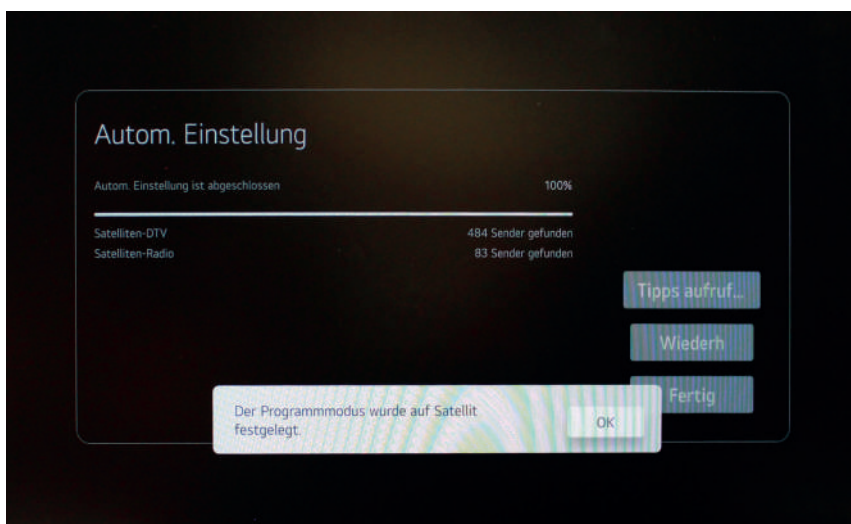 Autom. Einstellung
Autom. Einstellung ist abgeschlossen 100%
Satelliten-DTV 484 Sender gefunden
Satelliten-Radio 83 Sender gefunden
Tipps aufruf...
Wiederh
Fertig
Der Programmmodus wurde auf Satellit
festgelegt.
OK